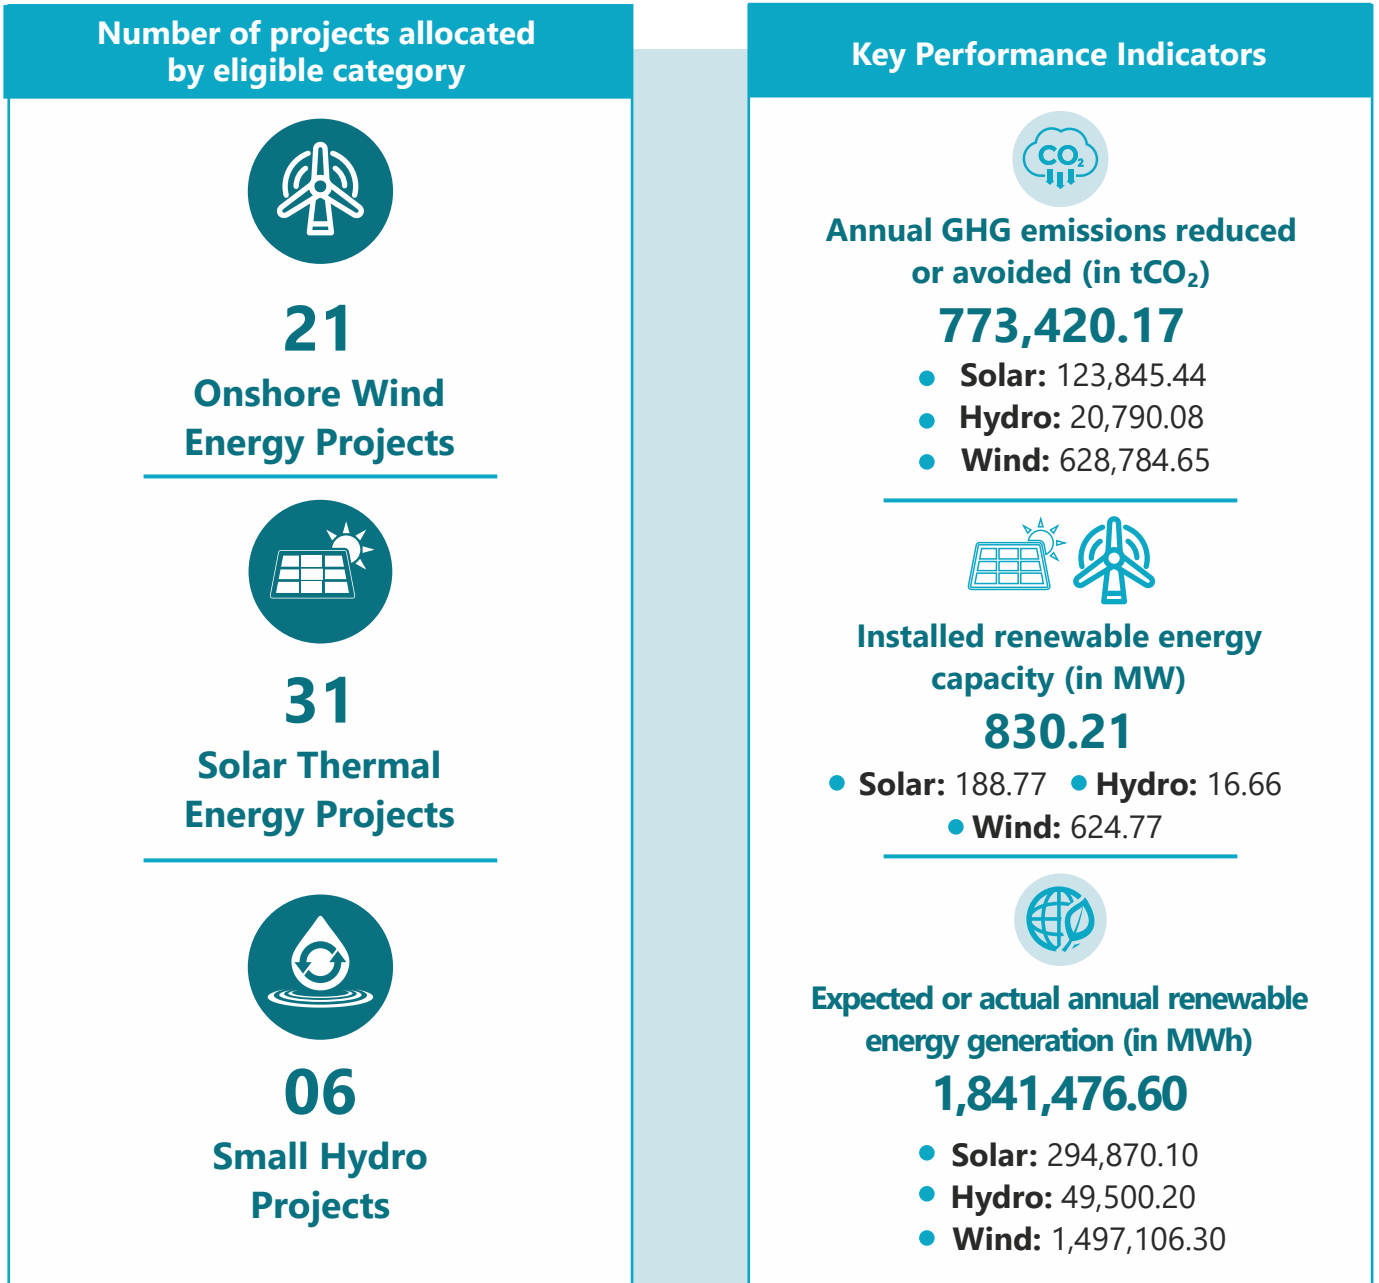 Number of projects allocated
by eligible category
21
Onshore Wind
Energy Projects
31
Solar Thermal
Energy Projects
06
Small Hydro
Projects
Key Performance Indicators
CO₂
Annual GHG emissions reduced
or avoided (in tCO₂)
773,420.17
Solar: 123,845.44
Hydro: 20,790.08
Wind: 628,784.65
Installed renewable energy
capacity (in MW)
830.21
Solar: 188.77 Hydro: 16.66
Wind: 624.77
Expected or actual annual renewable
energy generation (in MWh)
1,841,476.60
Solar: 294,870.10
Hydro: 49,500.20
Wind: 1,497,106.30